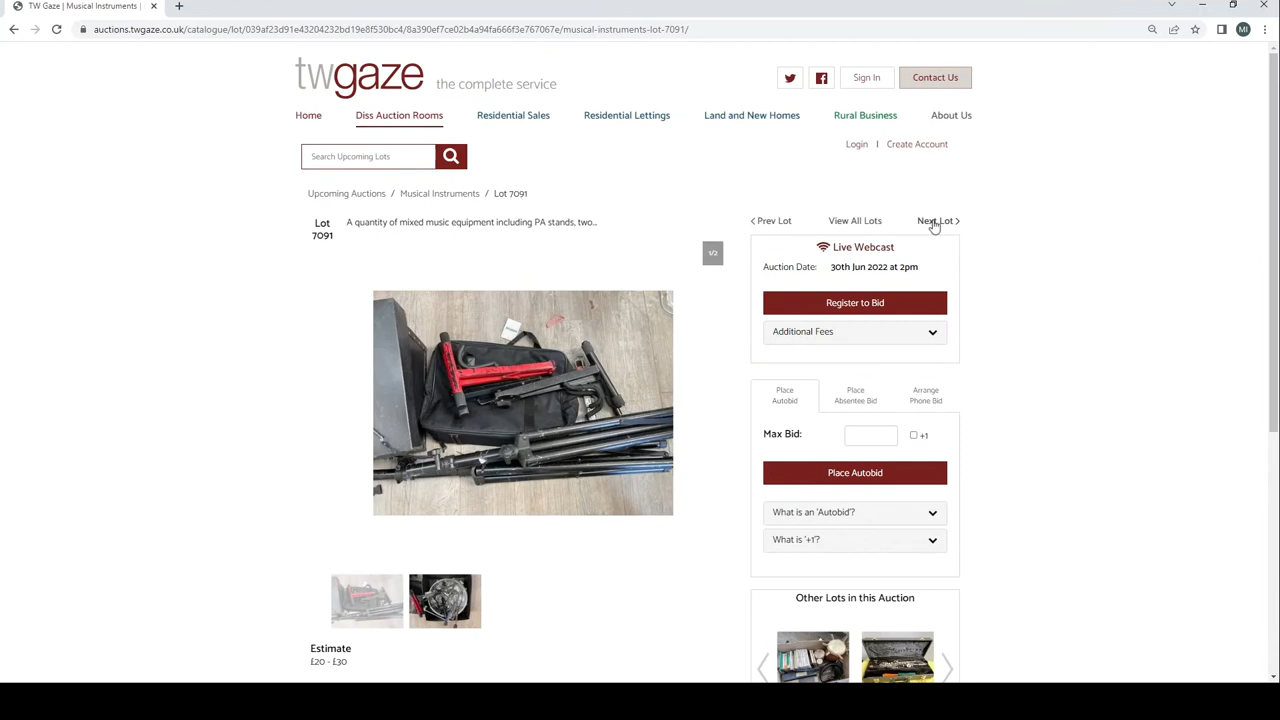 TW Gaze | Musical Instruments |
auctions.twgaze.co.uk/catalogue/lot/039af23d91e43204232bd19e8f530bc4/8a390ef7ce02b4a94fa666f3e767067e/musical-instruments-lot-7091/
MI
twgaze the complete service
Sign In
Contact Us
Home
Diss Auction Rooms
Residential Sales
Residential Lettings
Land and New Homes
Rural Business
About Us
Login | Create Account
Search Upcoming Lots
Upcoming Auctions / Musical Instruments / Lot 7091
Lot
7091
A quantity of mixed music equipment including PA stands, two...
Prev Lot
View All Lots
Next Lot
1/2
Live Webcast
Auction Date: 30th Jun 2022 at 2pm
Register to Bid
Additional Fees
Place
Autobid
Place
Absentee Bid
Arrange
Phone Bid
Max Bid:
+1
Place Autobid
What is an 'Autobid'?
What is '+1'?
Other Lots in this Auction
Estimate
£20 - £30